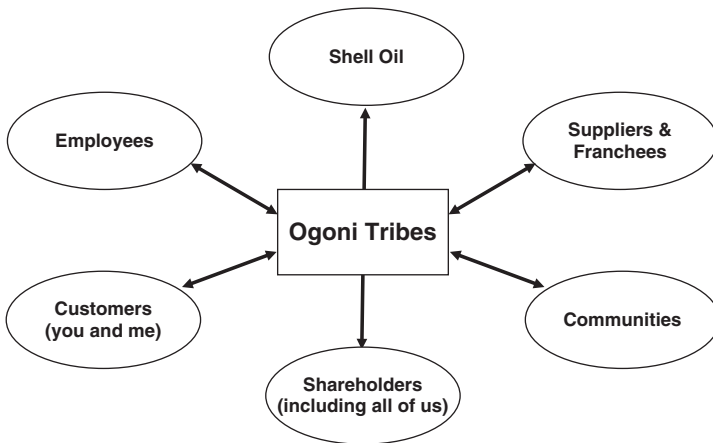 Shell Oil
Employees
Suppliers &
Franchees
Ogoni Tribes
Customers
(you and me)
Communities
Shareholders
(including all of us)